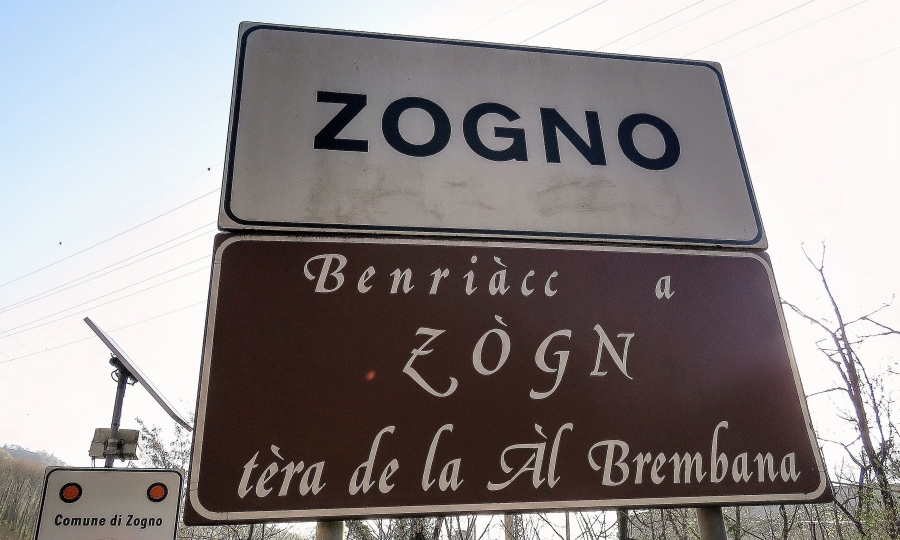 ZOGNO
Benriàcc a
ZÒGN
tèra de la Àl Brembana
Comune di Zogno